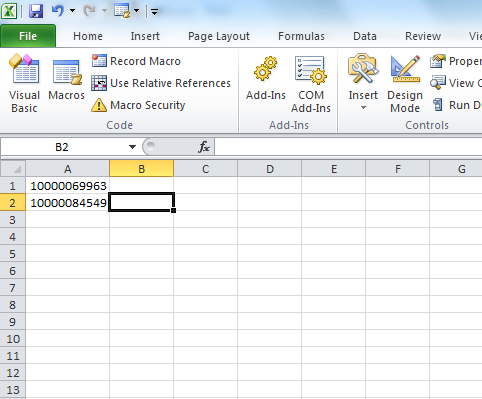 File Home Insert Page Layout Formulas Data Review Vie
Visual Basic
Macros
Record Macro
Use Relative References
Macro Security
Code
Add-Ins
COM Add-Ins
Add-Ins
Insert
Design Mode
Proper
View C
Run D
Controls
B2 fx
A B C D E F G
1 10000069963
2 10000084549
3
4
5
6
7
8
9
10
11
12
13